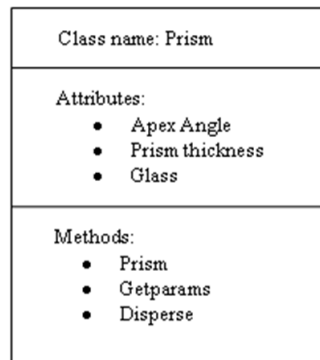 Class name: Prism
Attributes:
● Apex Angle
● Prism thickness
● Glass
Methods:
● Prism
● Getparams
● Disperse